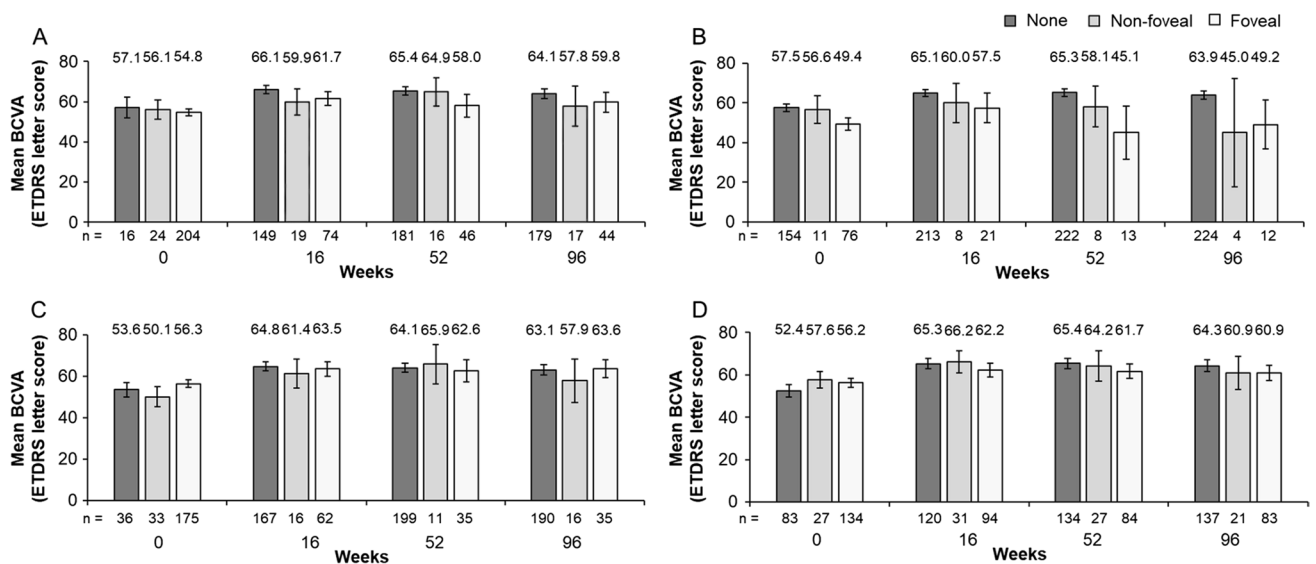 None Non-foveal Foveal
A
57.1 56.1 54.8 66.1 59.9 61.7 65.4 64.9 58.0 64.1 57.8 59.8
Mean BCVA
(ETDRS letter score)
80
60
40
20
0
n = 16 24 204 149 19 74 181 16 46 179 17 44
0 16 52 96
Weeks
B
57.5 56.6 49.4 65.1 60.0 57.5 65.3 58.1 45.1 63.9 45.0 49.2
Mean BCVA
(ETDRS letter score)
80
60
40
20
0
n = 154 11 76 213 8 21 222 8 13 224 4 12
0 16 52 96
Weeks
C
53.6 50.1 56.3 64.8 61.4 63.5 64.1 65.9 62.6 63.1 57.9 63.6
Mean BCVA
(ETDRS letter score)
80
60
40
20
0
n = 36 33 175 167 16 62 199 11 35 190 16 35
0 16 52 96
Weeks
D
52.4 57.6 56.2 65.3 66.2 62.2 65.4 64.2 61.7 64.3 60.9 60.9
Mean BCVA
(ETDRS letter score)
80
60
40
20
0
n = 83 27 134 120 31 94 134 27 84 137 21 83
0 16 52 96
Weeks